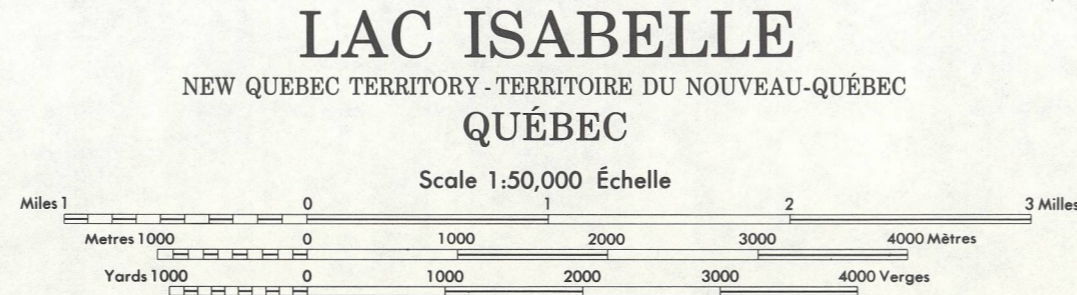 LAC ISABELLE
NEW QUEBEC TERRITORY - TERRITOIRE DU NOUVEAU-QUÉBEC
QUÉBEC
Scale 1:50,000 Échelle
Miles 1 0 1 2 3 Milles
Metres 1000 0 1000 2000 3000 4000 Mètres
Yards 1000 0 1000 2000 3000 4000 Verges